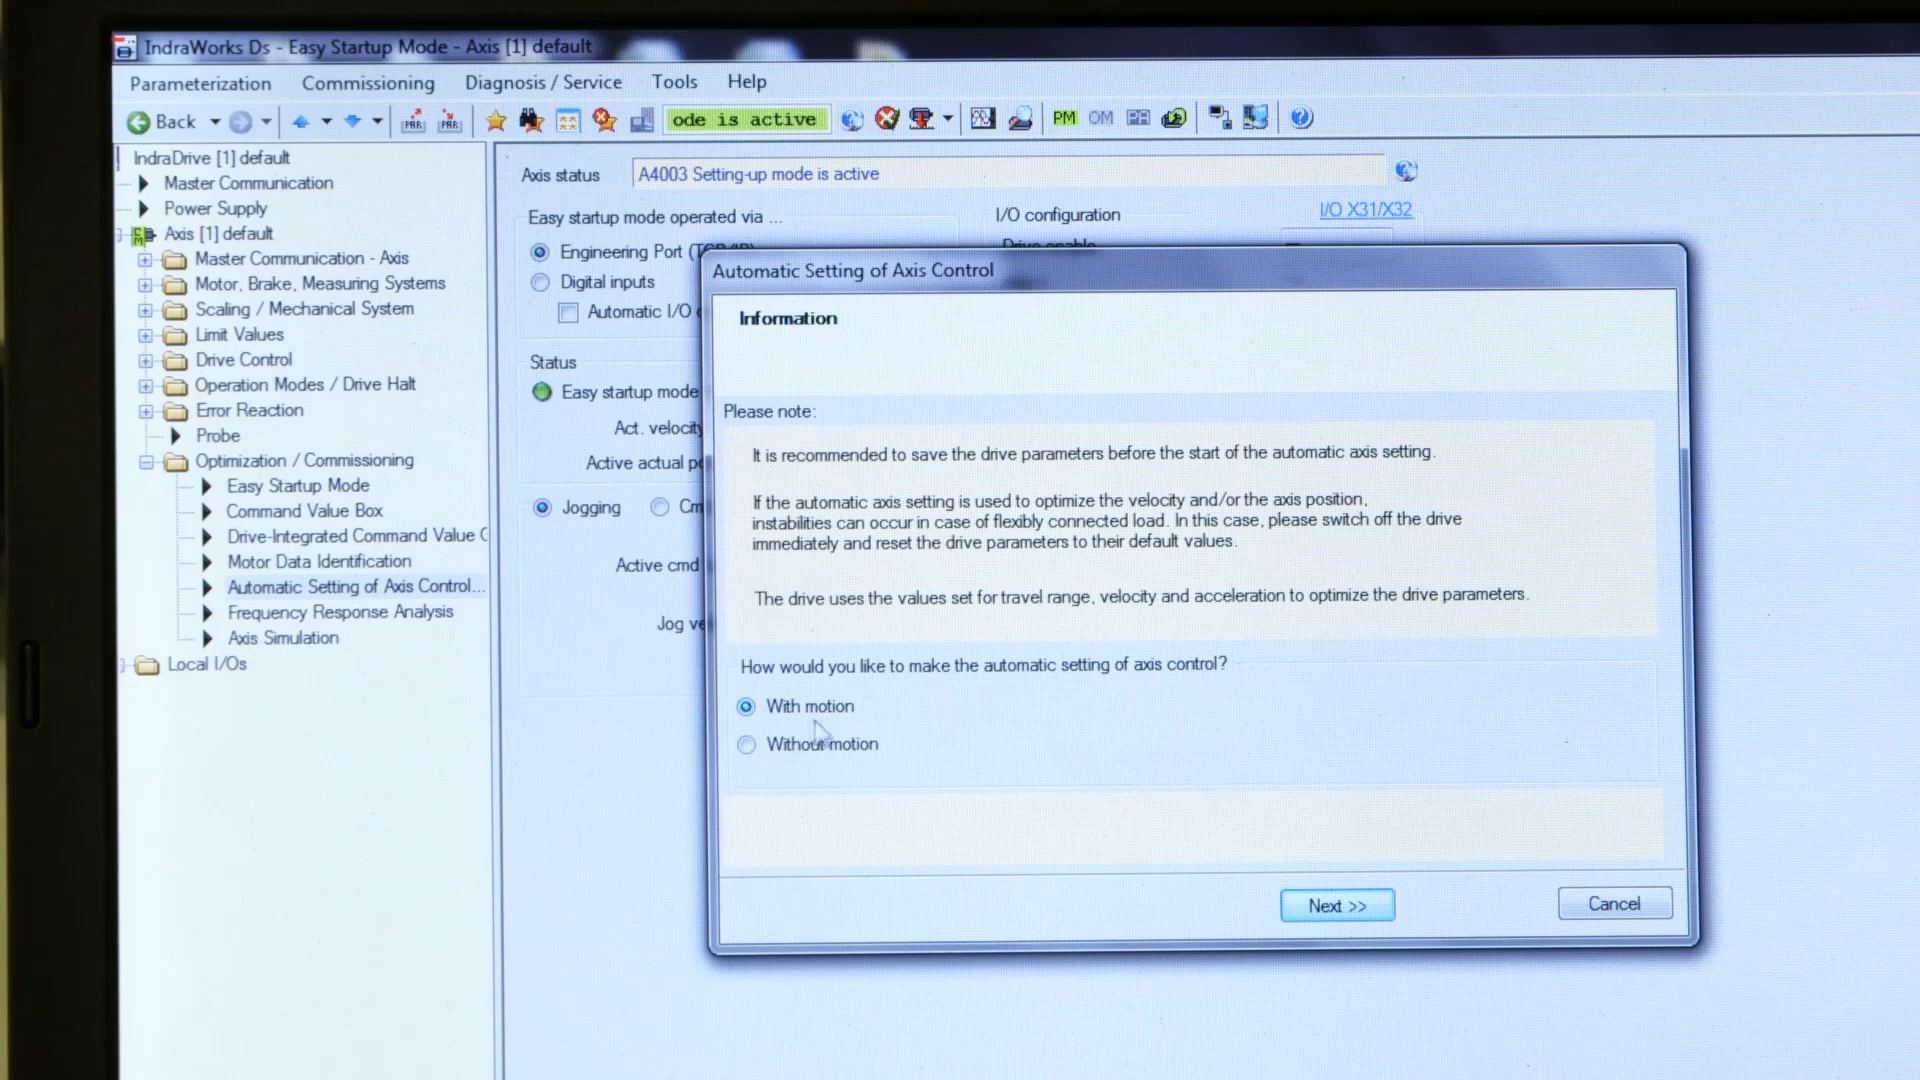 IndraWorks Ds - Easy Startup Mode - Axis [1] default
Parameterization Commissioning Diagnosis / Service Tools Help
Back PAR PAR ode is active PM OM PA
IndraDrive [1] default
Master Communication
Power Supply
Axis [1] default
Master Communication - Axis
Motor, Brake, Measuring Systems
Scaling / Mechanical System
Limit Values
Drive Control
Operation Modes / Drive Halt
Error Reaction
Probe
Optimization / Commissioning
Easy Startup Mode
Command Value Box
Drive-Integrated Command Value
Motor Data Identification
Automatic Setting of Axis Control...
Frequency Response Analysis
Axis Simulation
Local I/Os
Axis status A4003 Setting-up mode is active
Easy startup mode operated via ...
I/O configuration I/O X31/X32
Engineering Port (TCP/IP)
Drive enable
Digital inputs
Automatic I/O
Status
Easy startup mode
Act. velocity
Active actual
Jogging
Active cmd
Jog
Automatic Setting of Axis Control
Information
Please note:
It is recommended to save the drive parameters before the start of the automatic axis setting.
If the automatic axis setting is used to optimize the velocity and/or the axis position,
instabilities can occur in case of flexibly connected load. In this case, please switch off the drive
immediately and reset the drive parameters to their default values.
The drive uses the values set for travel range, velocity and acceleration to optimize the drive parameters.
How would you like to make the automatic setting of axis control?
With motion
Without motion
Next >> Cancel